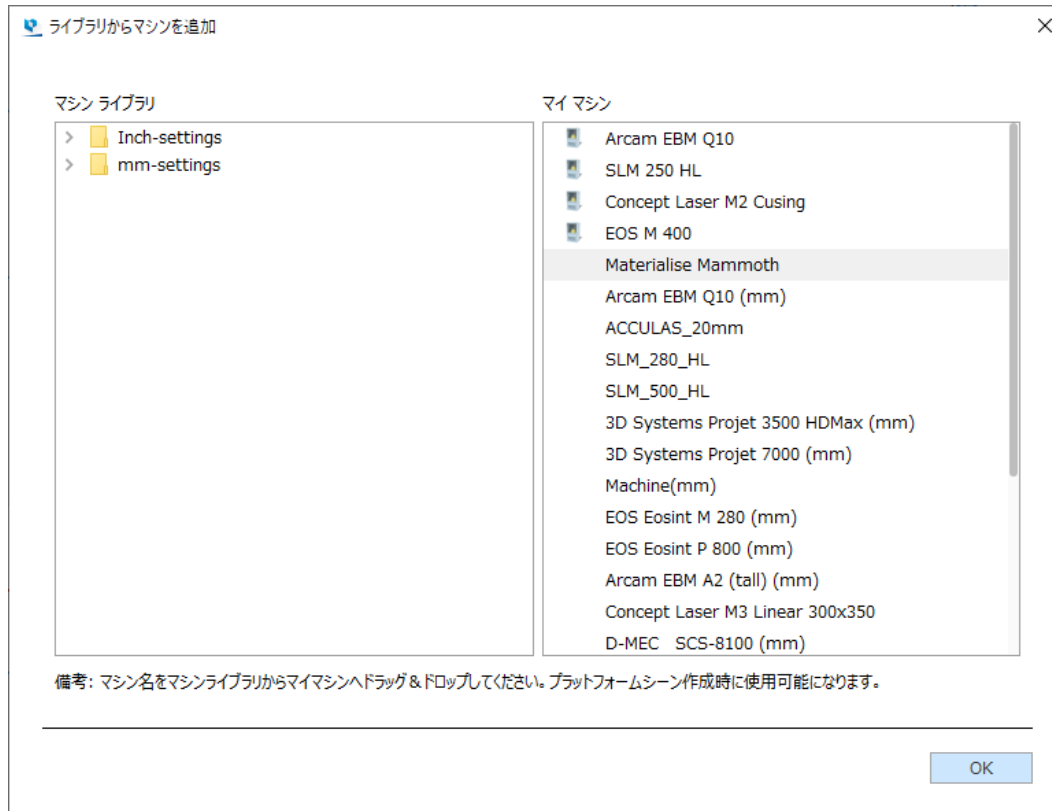 ライブラリからマシンを追加
マシン ライブラリ
Inch-settings
mm-settings
マイ マシン
Arcam EBM Q10
SLM 250 HL
Concept Laser M2 Cusing
EOS M 400
Materialise Mammoth
Arcam EBM Q10 (mm)
ACCULAS_20mm
SLM_280_HL
SLM_500_HL
3D Systems Projet 3500 HDMax (mm)
3D Systems Projet 7000 (mm)
Machine(mm)
EOS Eosint M 280 (mm)
EOS Eosint P 800 (mm)
Arcam EBM A2 (tall) (mm)
Concept Laser M3 Linear 300x350
D-MEC   SCS-8100 (mm)
備考: マシン名をマシンライブラリからマイマシンへドラッグ＆ドロップしてください。プラットフォームシーン作成時に使用可能になります。
OK